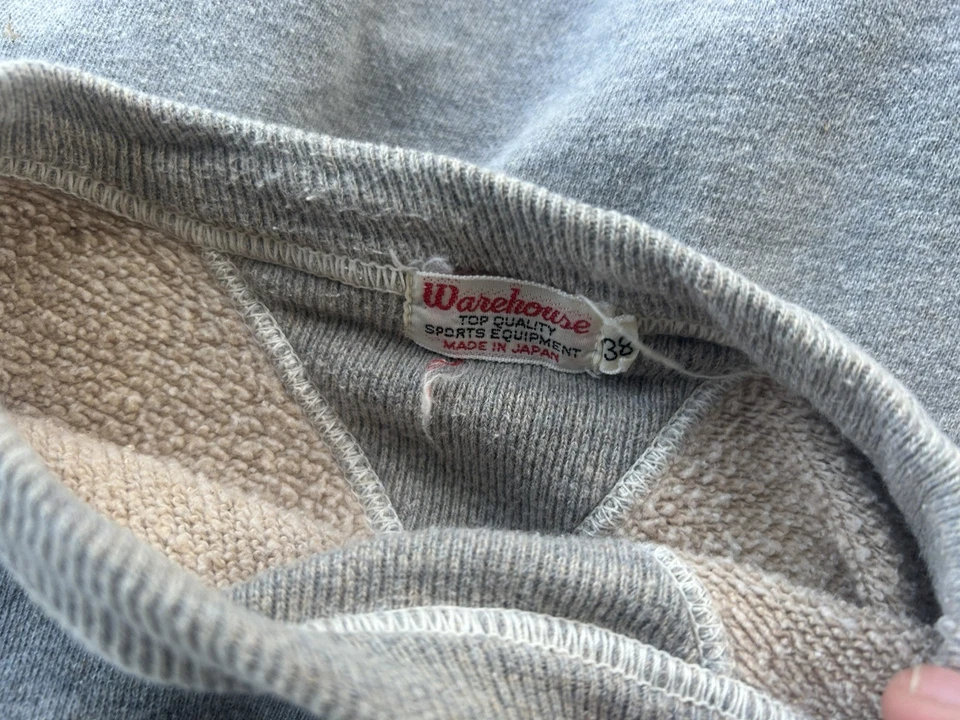 Warehouse
TOP QUALITY
SPORTS EQUIPMENT
MADE IN JAPAN
38